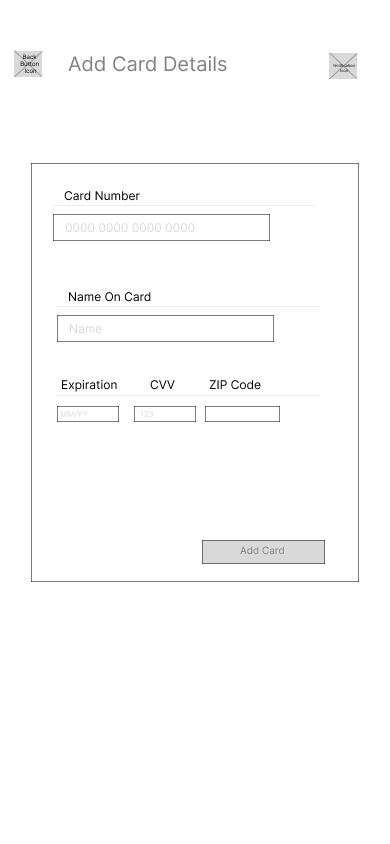 Back
Button
Icon
Add Card Details
Notification
Icon
Card Number
0000 0000 0000 0000
Name On Card
Name
Expiration CVV ZIP Code
MM/YY 123
Add Card